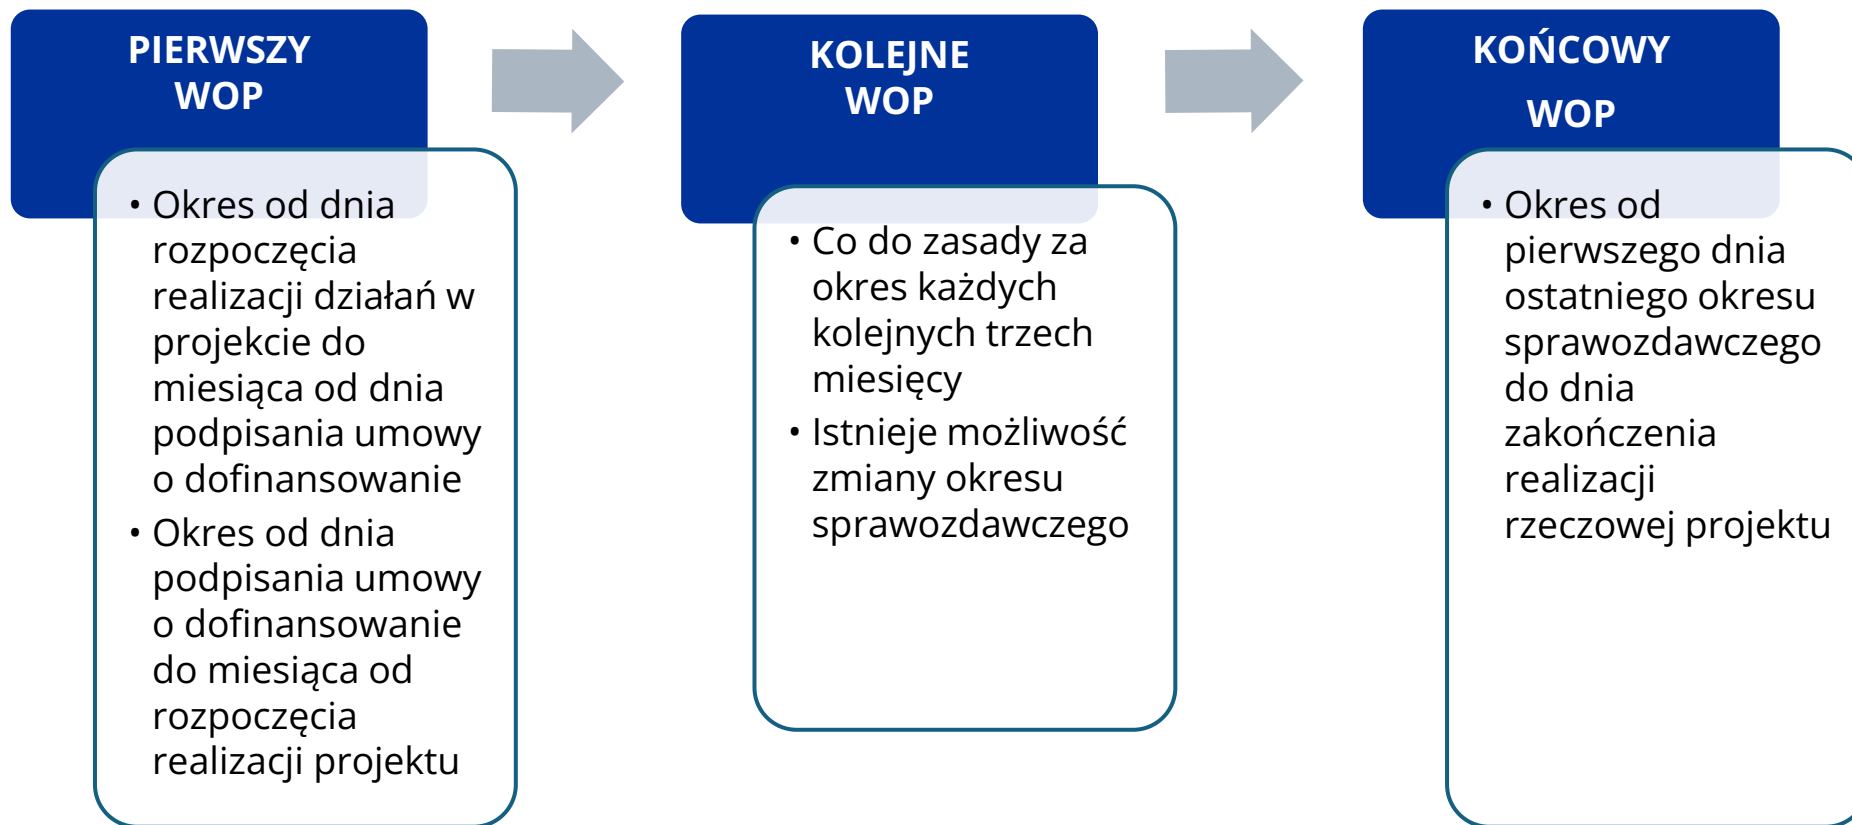 PIERWSZY
WOP
• Okres od dnia
rozpoczęcia
realizacji działań w
projekcie do
miesiąca od dnia
podpisania umowy
o dofinansowanie
• Okres od dnia
podpisania umowy
o dofinansowanie
do miesiąca od
rozpoczęcia
realizacji projektu
KOLEJNE
WOP
• Co do zasady za
okres każdych
kolejnych trzech
miesięcy
• Istnieje możliwość
zmiany okresu
sprawozdawczego
KOŃCOWY
WOP
• Okres od
pierwszego dnia
ostatniego okresu
sprawozdawczego
do dnia
zakończenia
realizacji
rzeczowej projektu